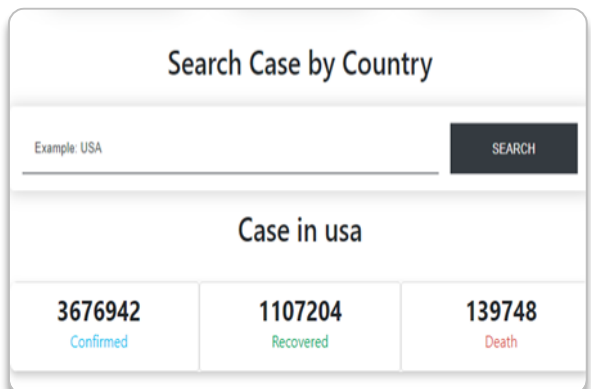 Search Case by Country
Example: USA
SEARCH
Case in usa
3676942
Confirmed
1107204
Recovered
139748
Death